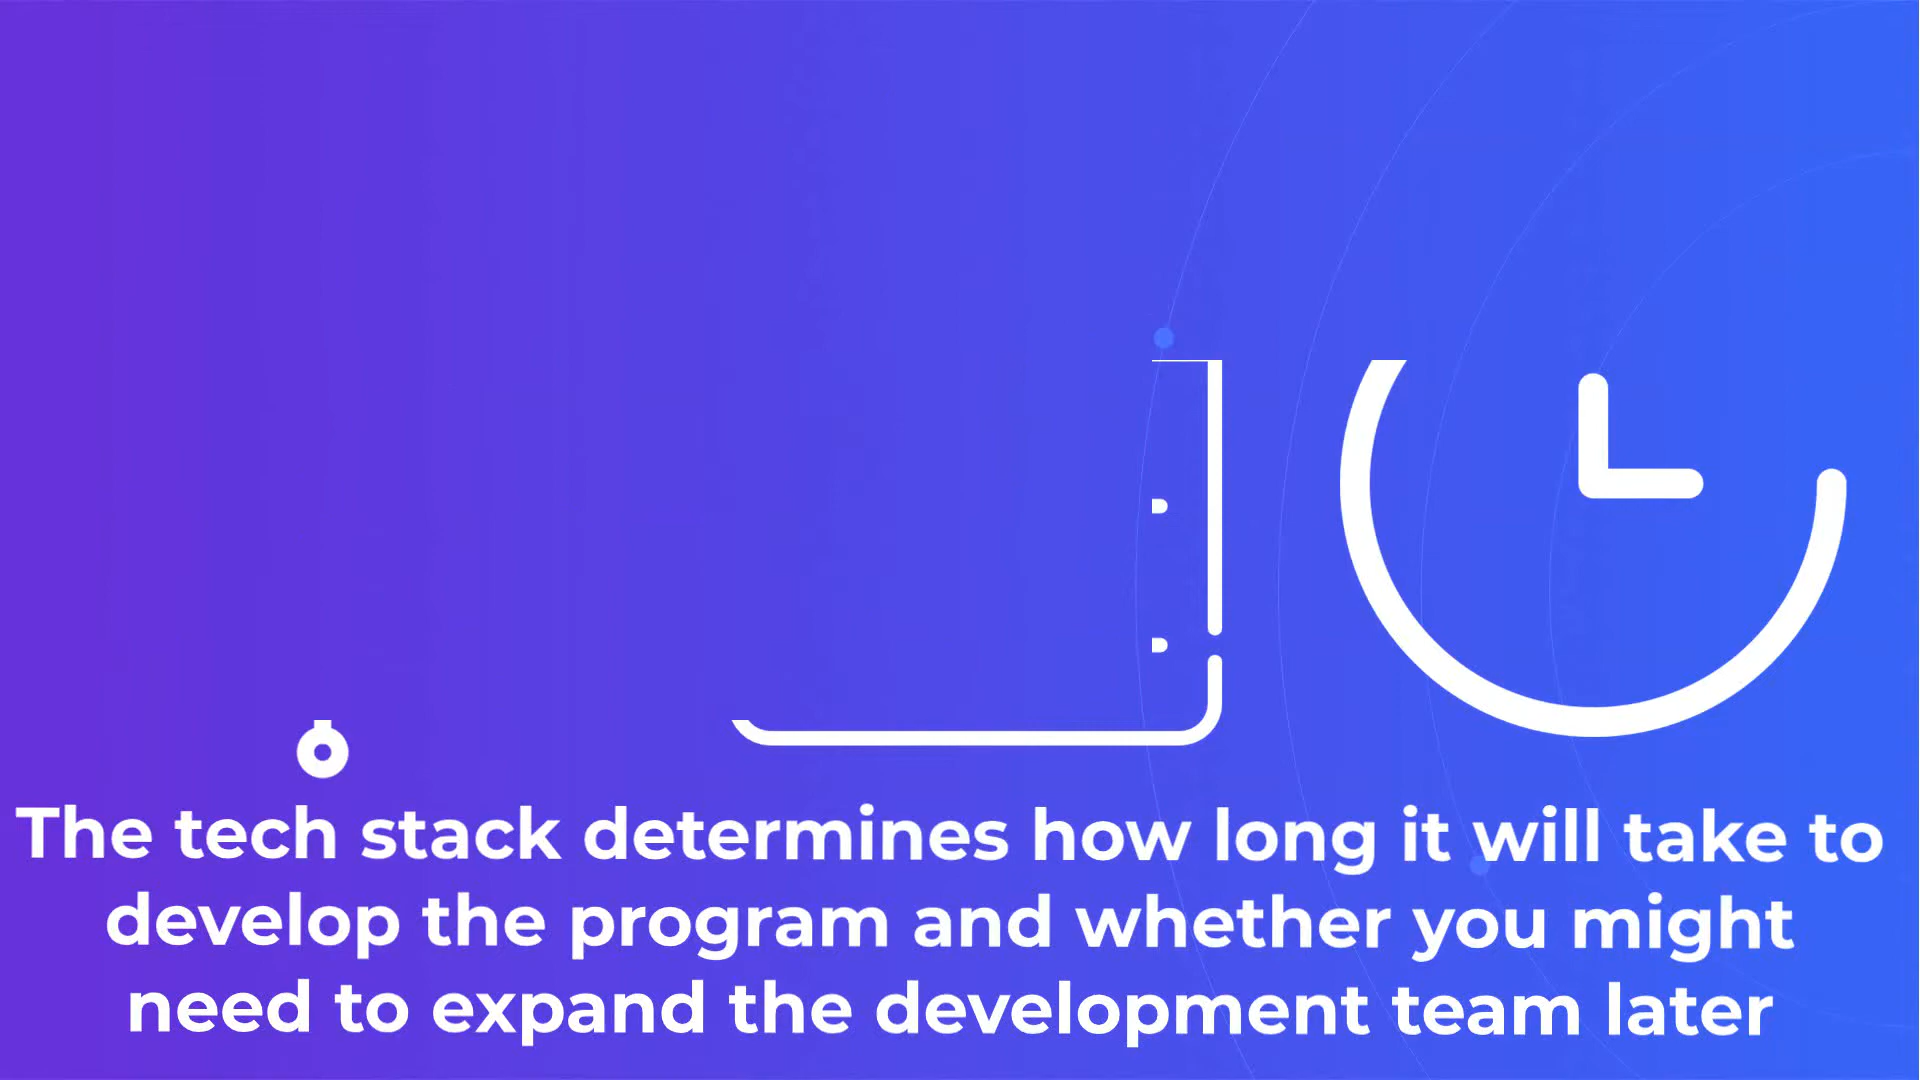 The tech stack determines how long it will take to
develop the program and whether you might
need to expand the development team later